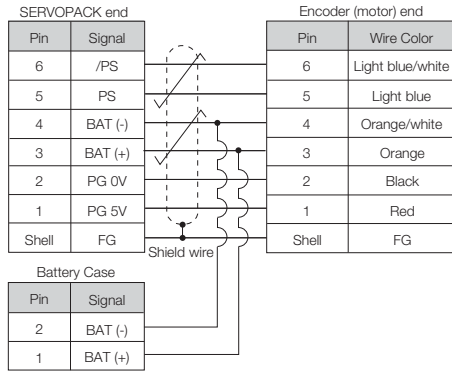 SERVOPACK end
Encoder (motor) end
Pin Signal
Pin Wire Color
6 /PS
6 Light blue/white
5 PS
5 Light blue
4 BAT (-)
4 Orange/white
3 BAT (+)
3 Orange
2 PG 0V
2 Black
1 PG 5V
1 Red
Shell FG
Shell FG
Shield wire
Battery Case
Pin Signal
2 BAT (-)
1 BAT (+)